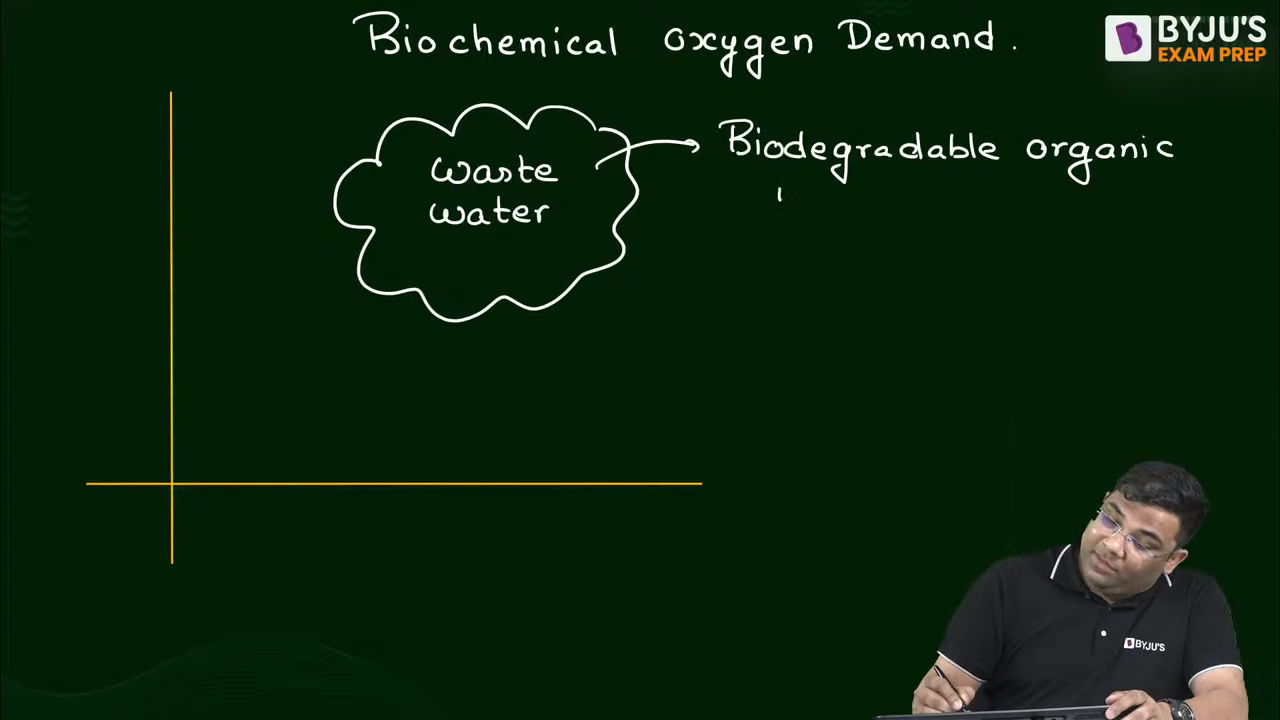 Biochemical oxygen Demand.
BYJU'S
EXAM PREP
waste
water
Biodegradable organic
BYJU'S